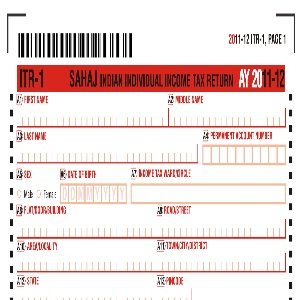 2011-12 ITR-1, PAGE 1
ITR-1 SAHAJ INDIAN INDIVIDUAL INCOME TAX RETURN AY 2011-12
A1 FIRST NAME A2 MIDDLE NAME
A3 LAST NAME A4 PERMANENT ACCOUNT NUMBER
A5 SEX A6 DATE OF BIRTH A7 INCOME TAX WARD/CIRCLE
Male Female D D M M Y Y Y Y
A8 FLAT/DOOR/BUILDING A9 ROAD/STREET
A10 AREA/LOCALITY A11 TOWN/CITY/DISTRICT
A12 STATE A13 PINCODE